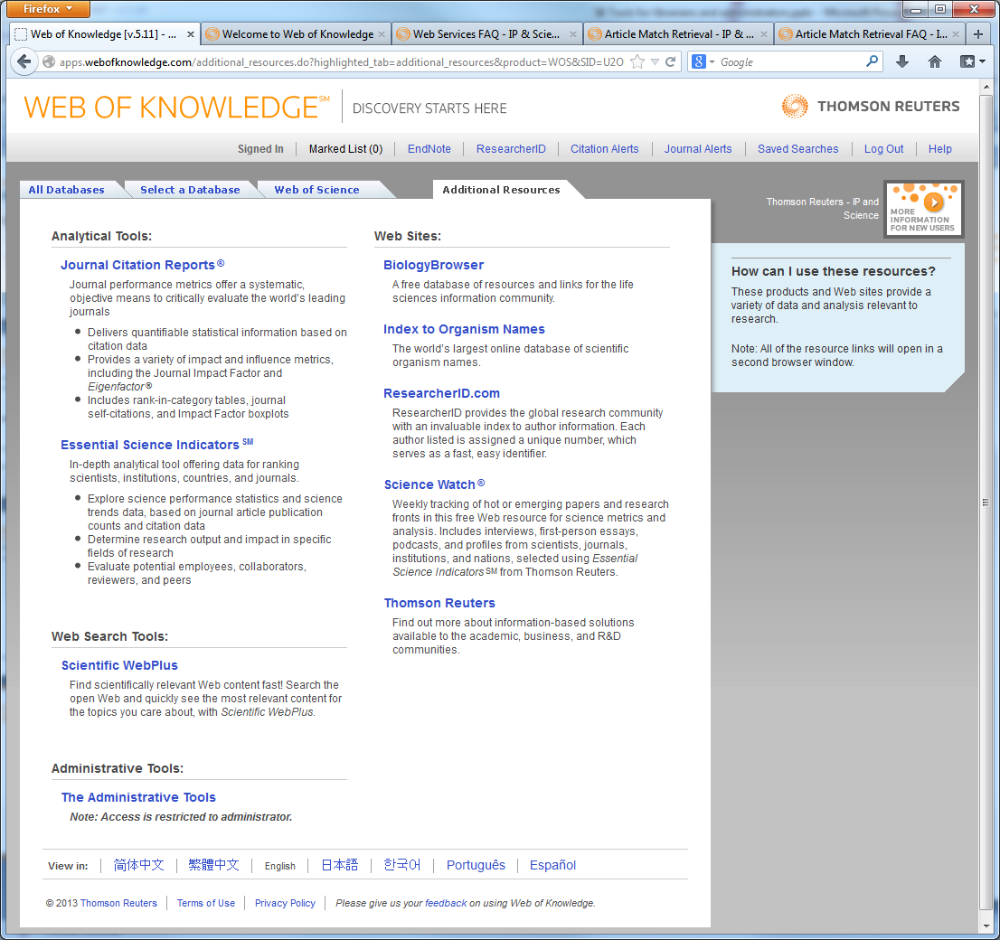 Firefox
Web of Knowledge [v.5.11] - ...
Welcome to Web of Knowledge
Web Services FAQ - IP & Scie...
Article Match Retrieval - IP & ...
Article Match Retrieval FAQ - I...
apps.webofknowledge.com/additional_resources.do?highlighted_tab=additional_resources&product=WOS&SID=U2O
Google
WEB OF KNOWLEDGE℠ DISCOVERY STARTS HERE
THOMSON REUTERS
Signed In Marked List (0) EndNote ResearcherID Citation Alerts Journal Alerts Saved Searches Log Out Help
All Databases Select a Database Web of Science Additional Resources
Analytical Tools:
Journal Citation Reports®
Journal performance metrics offer a systematic,
objective means to critically evaluate the world's leading
journals
• Delivers quantifiable statistical information based on
citation data
• Provides a variety of impact and influence metrics,
including the Journal Impact Factor and
Eigenfactor®
• Includes rank-in-category tables, journal
self-citations, and Impact Factor boxplots
Essential Science Indicators℠
In-depth analytical tool offering data for ranking
scientists, institutions, countries, and journals.
• Explore science performance statistics and science
trends data, based on journal article publication
counts and citation data
• Determine research output and impact in specific
fields of research
• Evaluate potential employees, collaborators,
reviewers, and peers
Web Search Tools:
Scientific WebPlus
Find scientifically relevant Web content fast! Search the
open Web and quickly see the most relevant content for
the topics you care about, with Scientific WebPlus.
Administrative Tools:
The Administrative Tools
Note: Access is restricted to administrator.
Web Sites:
BiologyBrowser
A free database of resources and links for the life
sciences information community.
Index to Organism Names
The world's largest online database of scientific
organism names.
ResearcherID.com
ResearcherID provides the global research community
with an invaluable index to author information. Each
author listed is assigned a unique number, which
serves as a fast, easy identifier.
Science Watch®
Weekly tracking of hot or emerging papers and research
fronts in this free Web resource for science metrics and
analysis. Includes interviews, first-person essays,
podcasts, and profiles from scientists, journals,
institutions, and nations, selected using Essential
Science Indicators℠ from Thomson Reuters.
Thomson Reuters
Find out more about information-based solutions
available to the academic, business, and R&D
communities.
Thomson Reuters - IP and
Science
MORE
INFORMATION
FOR NEW USERS
How can I use these resources?
These products and Web sites provide a
variety of data and analysis relevant to
research.
Note: All of the resource links will open in a
second browser window.
View in: 简体中文 繁體中文 English 日本語 한국어 Português Español
© 2013 Thomson Reuters Terms of Use Privacy Policy Please give us your feedback on using Web of Knowledge.